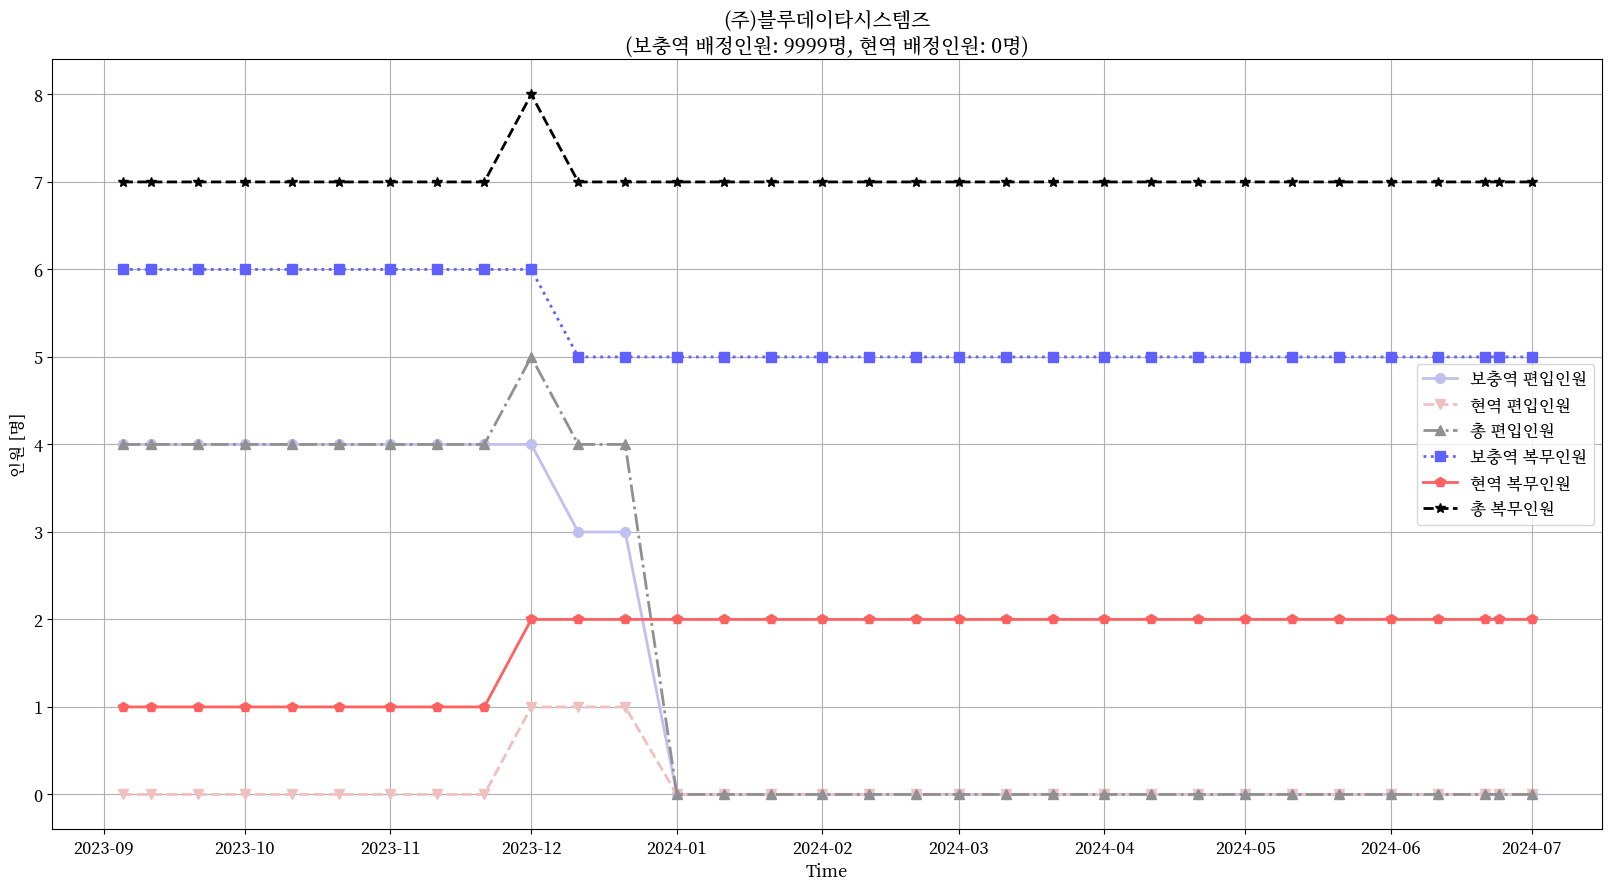 (주)블루데이타시스템즈
(보충역 배정인원: 9999명, 현역 배정인원: 0명)
8
7
6
5
4
3
2
1
0
인원 [명]
보충역 편입인원
현역 편입인원
총 편입인원
보충역 복무인원
현역 복무인원
총 복무인원
2023-09 2023-10 2023-11 2023-12 2024-01 2024-02 2024-03 2024-04 2024-05 2024-06 2024-07
Time